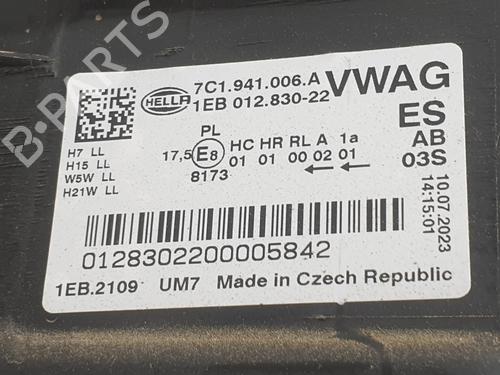 B-PARTS
HELLA
7C1.941.006.A
1EB 012.830-22
VWAG
ES
AB
03S
H7 LL
H15 LL
W5W LL
H21W LL
PL
17,5 E8
8173
HC HR RL A 1a
01 01 00 02 01
10.07.2023
14:15:01
0128302200005842
1EB.2109 UM7 Made in Czech Republic